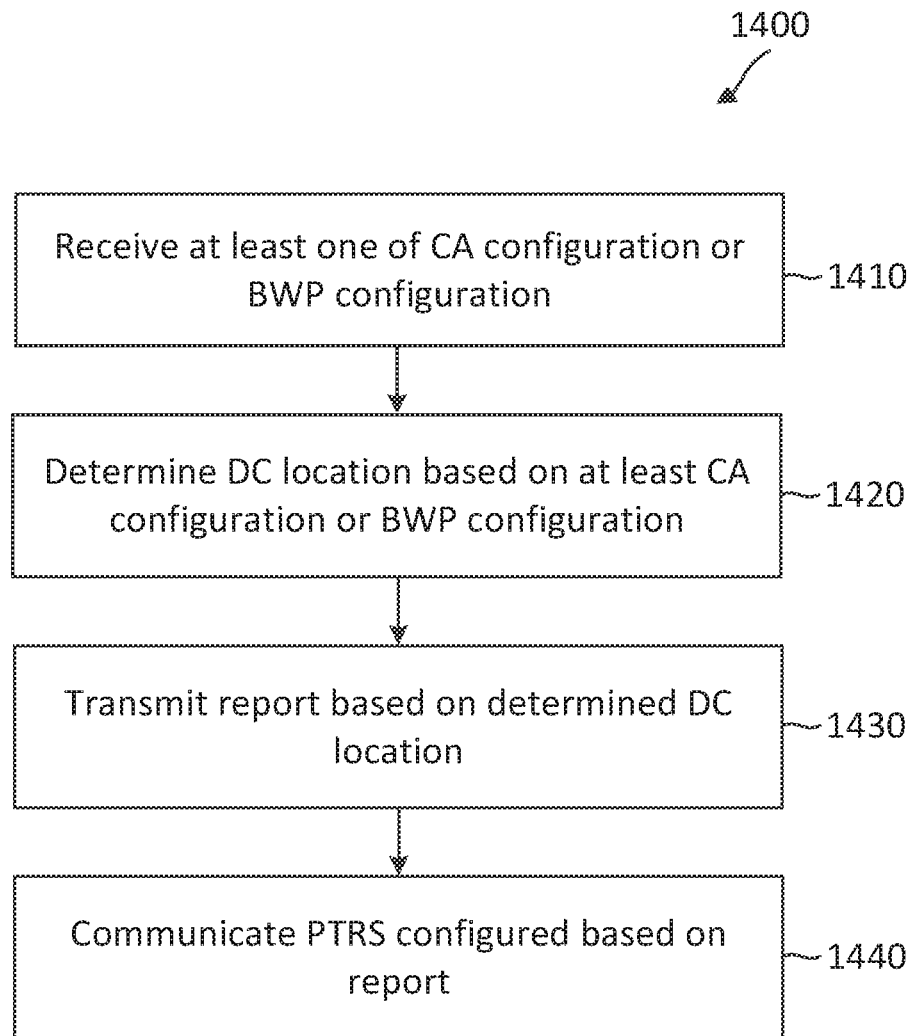 1400
Receive at least one of CA configuration or
BWP configuration
1410
Determine DC location based on at least CA
configuration or BWP configuration
1420
Transmit report based on determined DC
location
1430
Communicate PTRS configured based on
report
1440